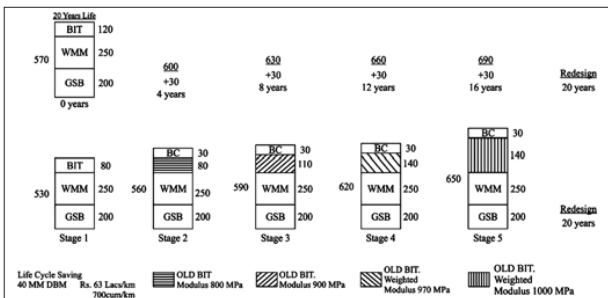 20 Years Life
BIT 120
570 WMM 250
GSB 200
0 years
600
+30
4 years
630
+30
8 years
660
+30
12 years
690
+30
16 years
Redesign
20 years
BIT 80
530 WMM 250
GSB 200
Stage 1
BC 30
80
560 WMM 250
GSB 200
Stage 2
BC 30
110
590 WMM 250
GSB 200
Stage 3
BC 30
140
620 WMM 250
GSB 200
Stage 4
BC 30
140
650 WMM 250
GSB 200
Stage 5
Redesign
20 years
Life Cycle Saving
40 MM DBM Rs. 63 Lacs/km
700cum/km
OLD BIT
Modulus 800 MPa
OLD BIT.
Modulus 900 MPa
OLD BIT.
Weighted
Modulus 970 MPa
OLD BIT.
Weighted
Modulus 1000 MPa